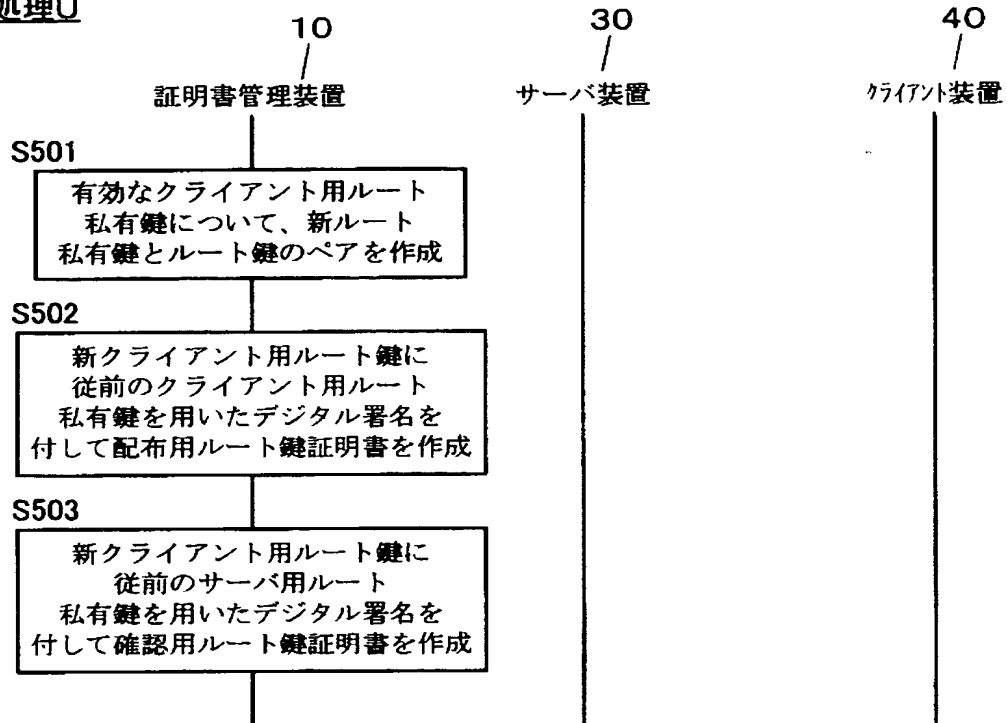 処理U
10
30
40
証明書管理装置
サーバ装置
クライアント装置
S501
有効なクライアント用ルート
私有鍵について、新ルート
私有鍵とルート鍵のペアを作成
S502
新クライアント用ルート鍵に
従前のクライアント用ルート
私有鍵を用いたデジタル署名を
付して配布用ルート鍵証明書を作成
S503
新クライアント用ルート鍵に
従前のサーバ用ルート
私有鍵を用いたデジタル署名を
付して確認用ルート鍵証明書を作成